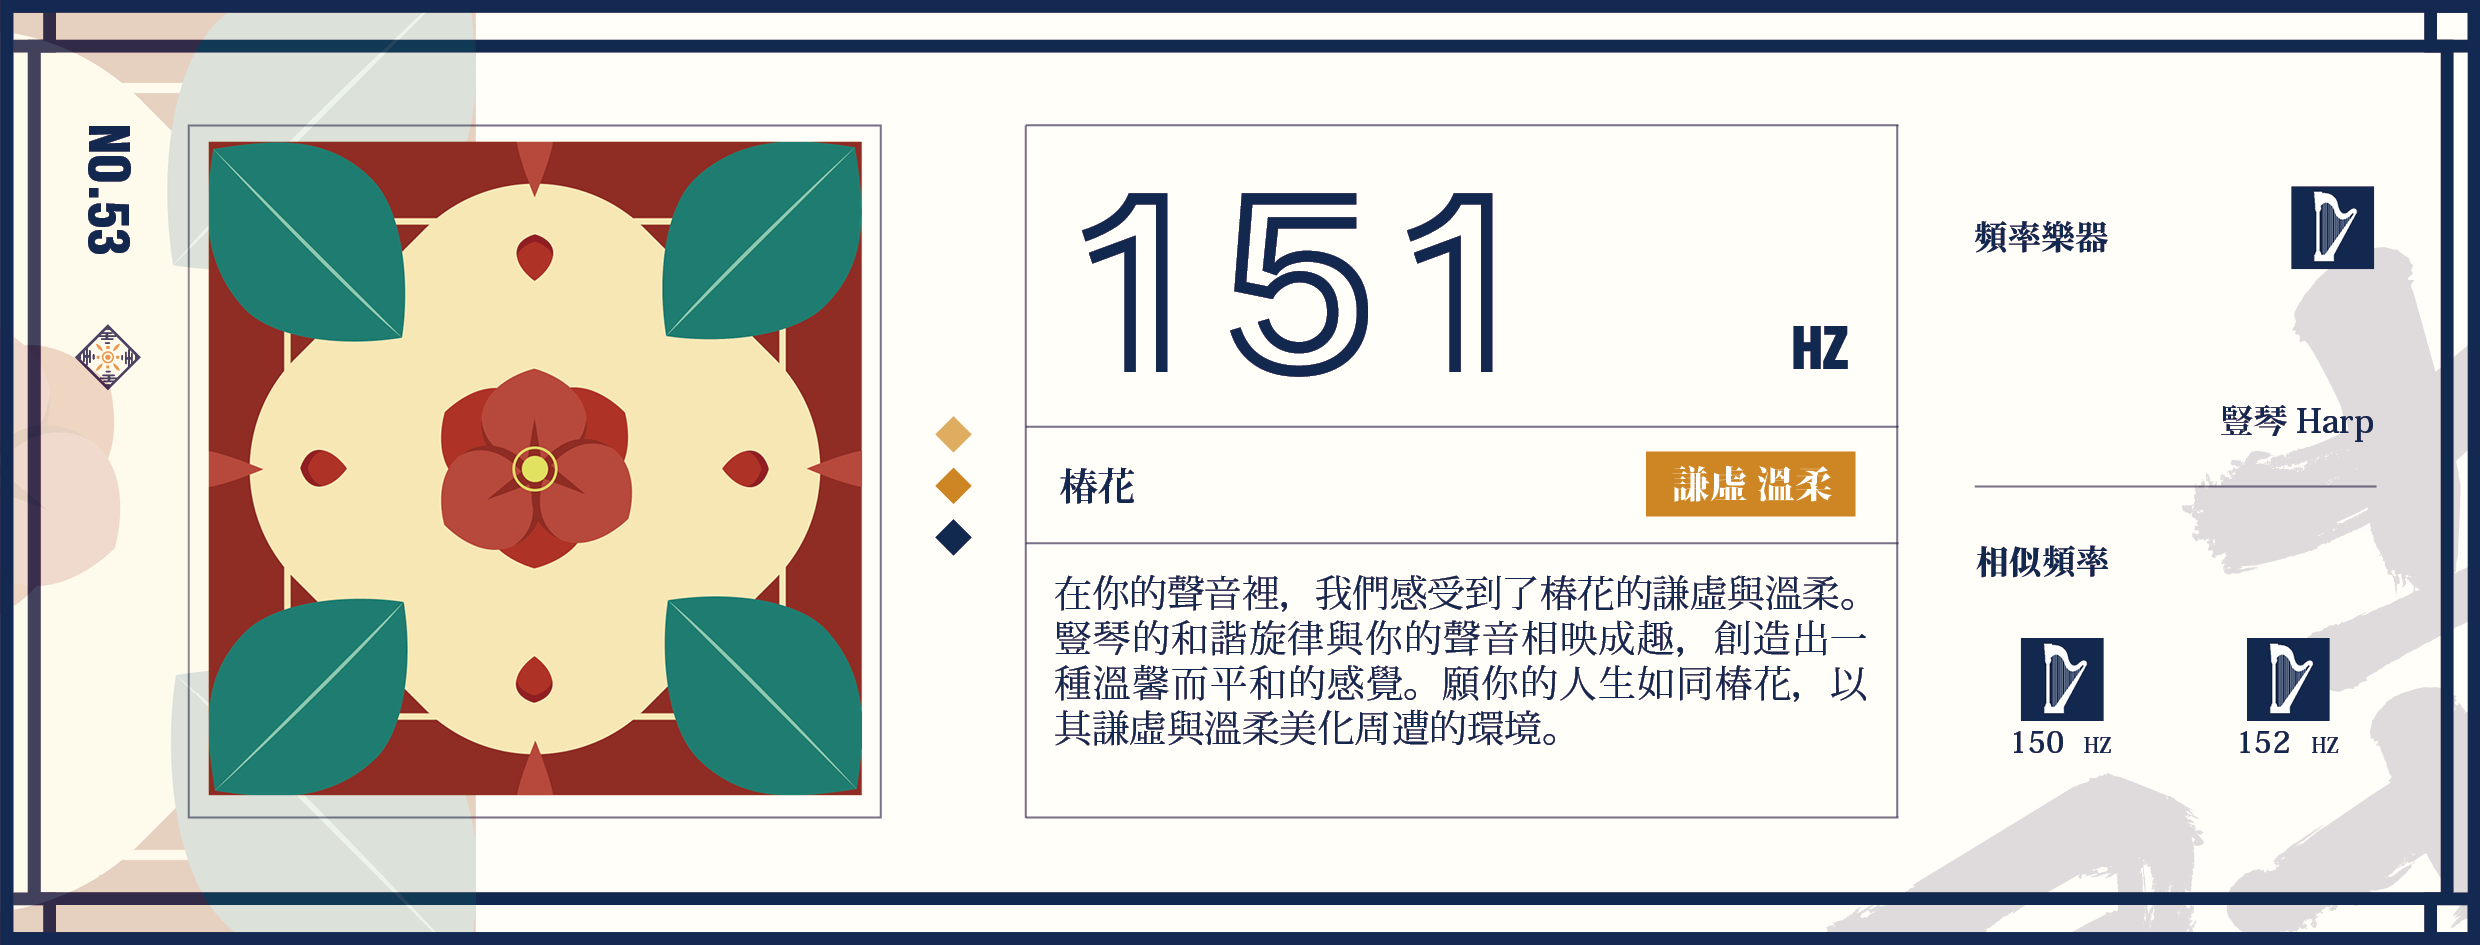 NO.53
151
HZ
椿花
謙虛 溫柔
在你的聲音裡，我們感受到了椿花的謙虛與溫柔。
豎琴的和諧旋律與你的聲音相映成趣，創造出一
種溫馨而平和的感覺。願你的人生如同椿花，以
其謙虛與溫柔美化周遭的環境。
頻率樂器
豎琴 Harp
相似頻率
150 HZ
152 HZ